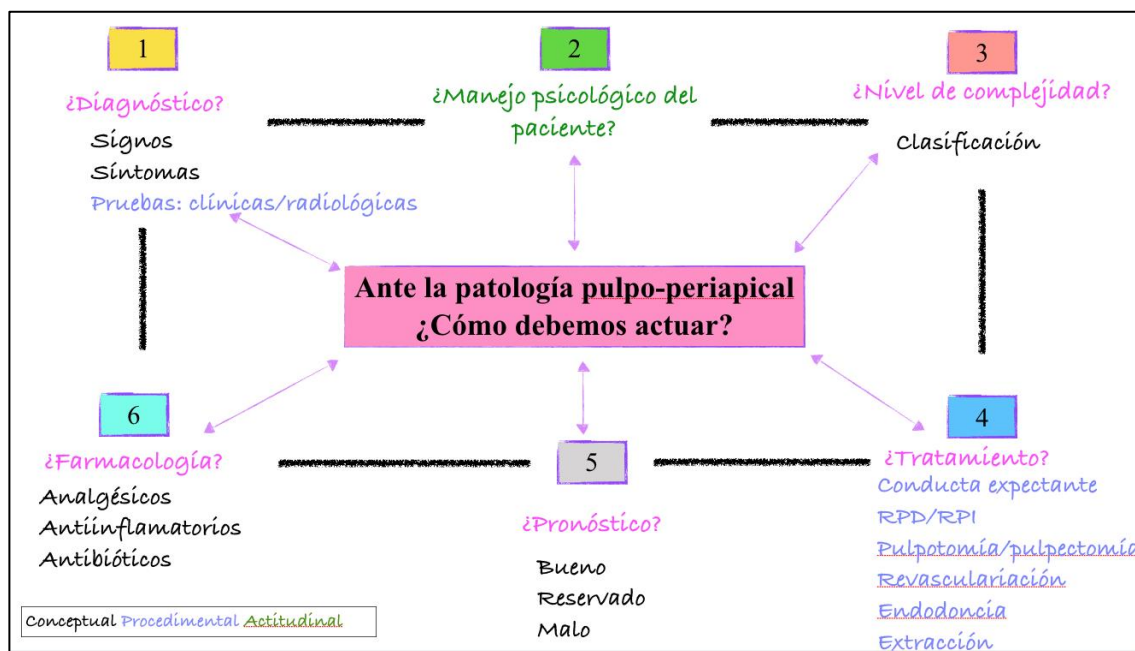 1
¿Diagnóstico?
Signos
Síntomas
Pruebas: clínicas/radiológicas
2
¿Manejo psicológico del
paciente?
3
¿Nivel de complejidad?
Clasificación
Ante la patología pulpo-periapical
¿Cómo debemos actuar?
6
¿Farmacología?
Analgésicos
Antiinflamatorios
Antibióticos
5
¿Pronóstico?
Bueno
Reservado
Malo
4
¿Tratamiento?
Conducta expectante
RPD/RPI
Pulpotomía/pulpectomía
Revasculariación
Endodoncia
Extracción
Conceptual Procedimental Actitudinal